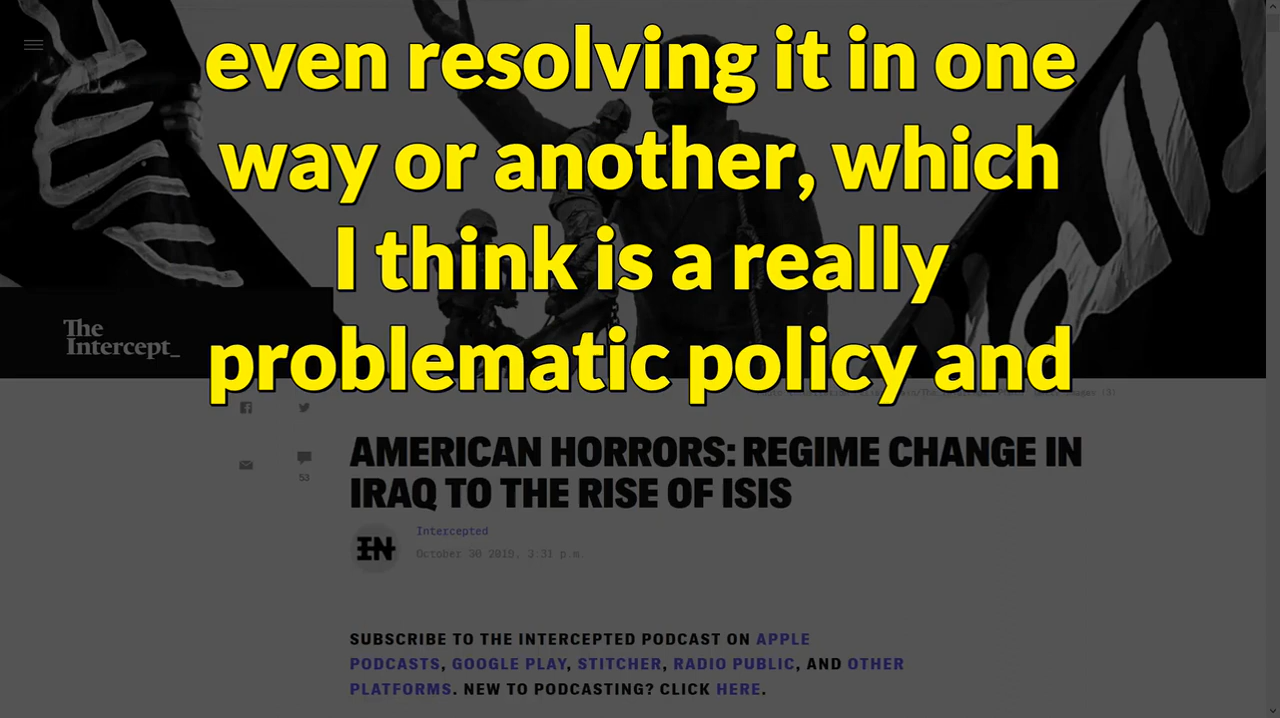 even resolving it in one
way or another, which
I think is a really
problematic policy and
The
Intercept_
53
AMERICAN HORRORS: REGIME CHANGE IN
IRAQ TO THE RISE OF ISIS
IN
Intercepted
October 30 2019, 3:31 p.m.
SUBSCRIBE TO THE INTERCEPTED PODCAST ON APPLE
PODCASTS, GOOGLE PLAY, STITCHER, RADIO PUBLIC, AND OTHER
PLATFORMS. NEW TO PODCASTING? CLICK HERE.